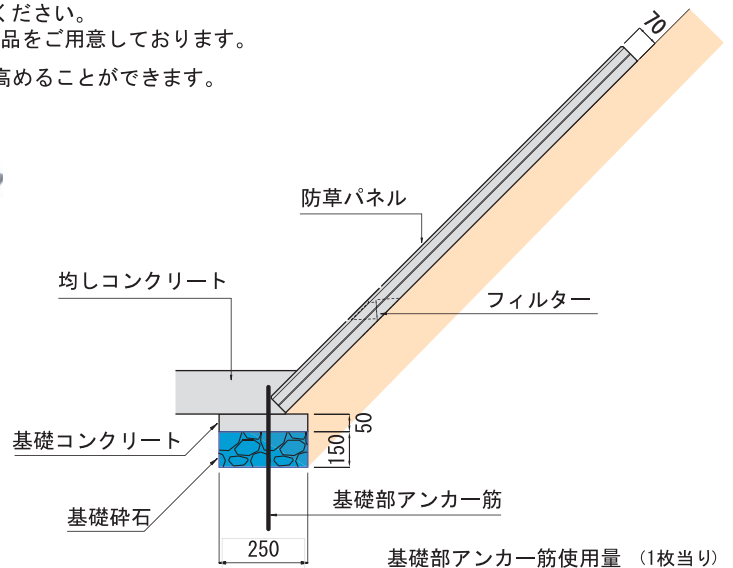 ください。
品をご用意しております。
高めることができます。
70
防草パネル
均しコンクリート
フィルター
基礎コンクリート
50
150
基礎砕石
基礎部アンカー筋
250
基礎部アンカー筋使用量 (1枚当り)